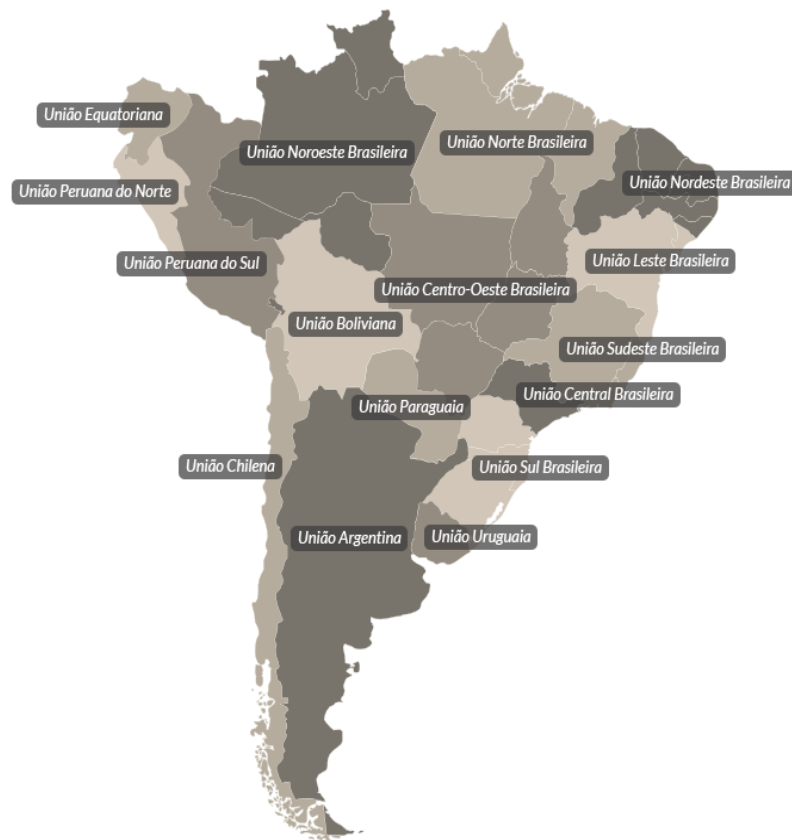 União Equatoriana
União Noroeste Brasileira
União Norte Brasileira
União Peruana do Norte
União Nordeste Brasileira
União Peruana do Sul
União Leste Brasileira
União Centro-Oeste Brasileira
União Boliviana
União Sudeste Brasileira
União Central Brasileira
União Paraguaia
União Chilena
União Sul Brasileira
União Argentina
União Uruguaia